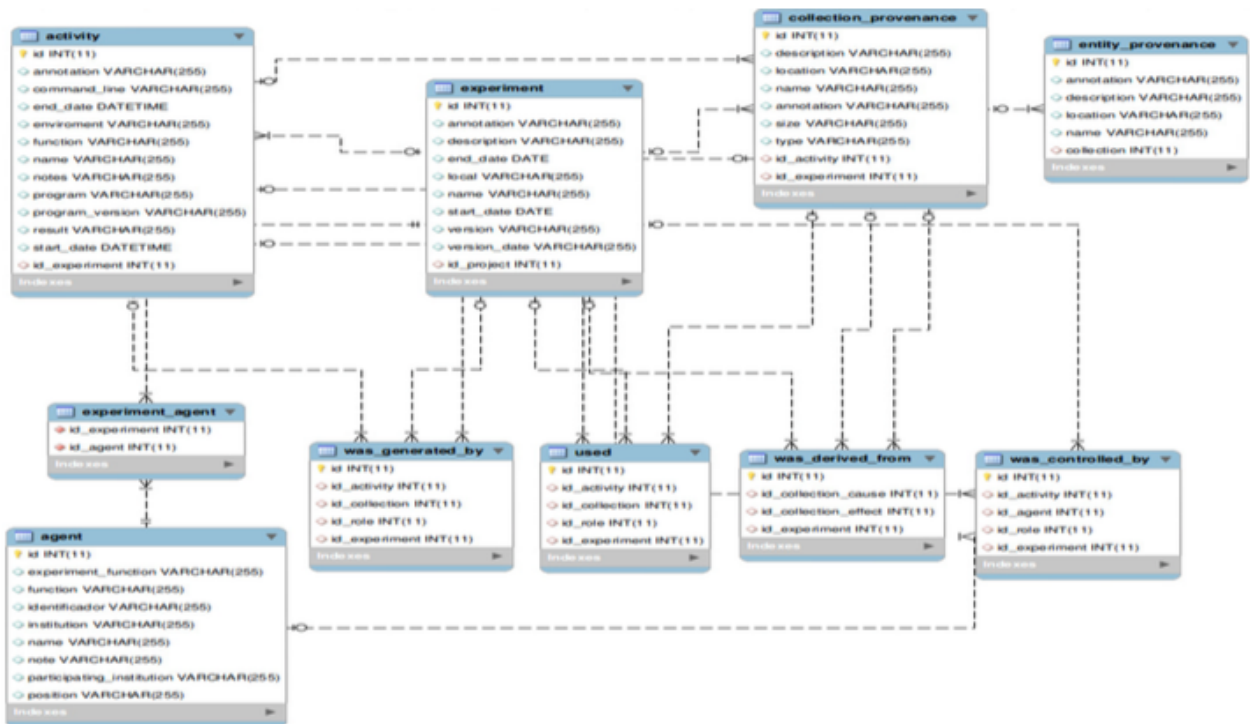 activity
id INT(11)
annotation VARCHAR(255)
command_line VARCHAR(255)
end_date DATETIME
enviroment VARCHAR(255)
function VARCHAR(255)
name VARCHAR(255)
notes VARCHAR(255)
program VARCHAR(255)
program_version VARCHAR(255)
result VARCHAR(255)
start_date DATETIME
id_experiment INT(11)
Indexes
experiment
id INT(11)
annotation VARCHAR(255)
description VARCHAR(255)
end_date DATE
local VARCHAR(255)
name VARCHAR(255)
start_date DATE
version VARCHAR(255)
version_date VARCHAR(255)
id_project INT(11)
Indexes
collection_provenance
id INT(11)
description VARCHAR(255)
location VARCHAR(255)
name VARCHAR(255)
annotation VARCHAR(255)
size VARCHAR(255)
type VARCHAR(255)
id_activity INT(11)
id_experiment INT(11)
Indexes
entity_provenance
id INT(11)
annotation VARCHAR(255)
description VARCHAR(255)
location VARCHAR(255)
name VARCHAR(255)
collection INT(11)
Indexes
experiment_agent
id_experiment INT(11)
id_agent INT(11)
Indexes
was_generated_by
id INT(11)
id_activity INT(11)
id_collection INT(11)
id_role INT(11)
id_experiment INT(11)
Indexes
used
id INT(11)
id_activity INT(11)
id_collection INT(11)
id_role INT(11)
id_experiment INT(11)
Indexes
was_derived_from
id INT(11)
id_collection_cause INT(11)
id_collection_effect INT(11)
id_experiment INT(11)
Indexes
was_controlled_by
id INT(11)
id_activity INT(11)
id_agent INT(11)
id_role INT(11)
id_experiment INT(11)
Indexes
agent
id INT(11)
experiment_function VARCHAR(255)
function VARCHAR(255)
identificador VARCHAR(255)
institution VARCHAR(255)
name VARCHAR(255)
note VARCHAR(255)
participating_institution VARCHAR(255)
position VARCHAR(255)
Indexes